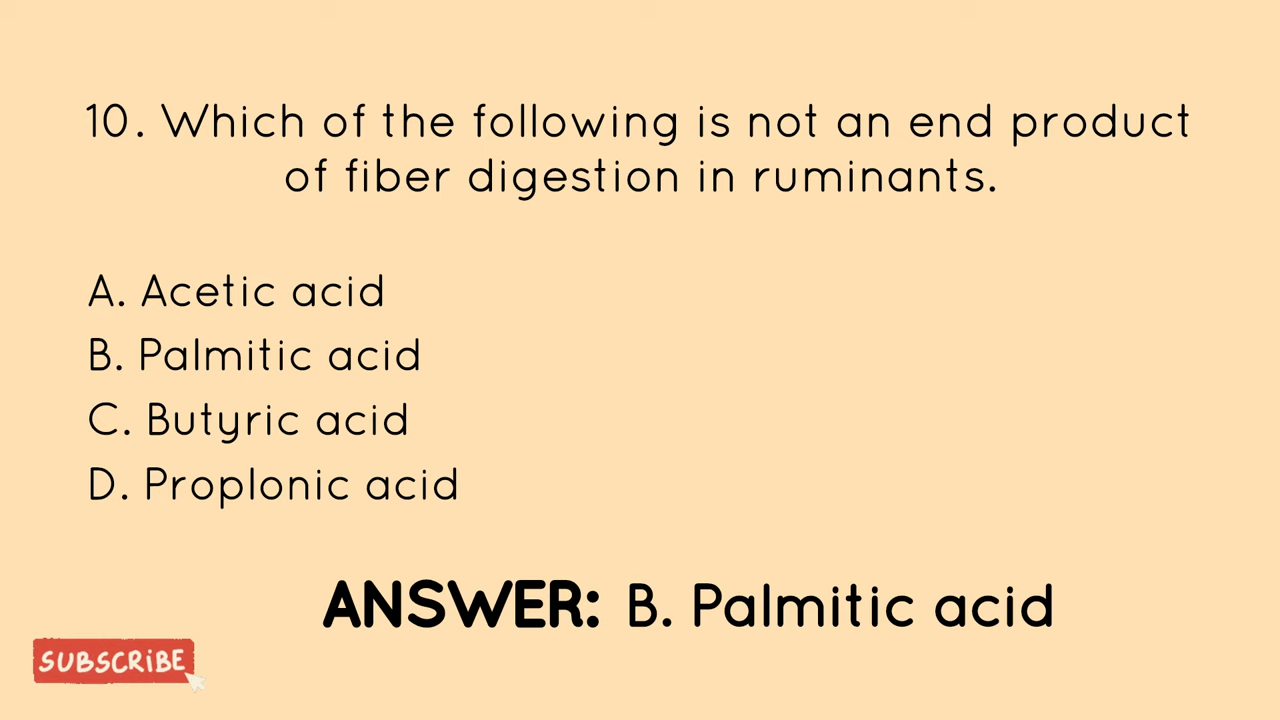 10. Which of the following is not an end product
of fiber digestion in ruminants.
A. Acetic acid
B. Palmitic acid
C. Butyric acid
D. Proplonic acid
ANSWER: B. Palmitic acid
SUBSCRiBE